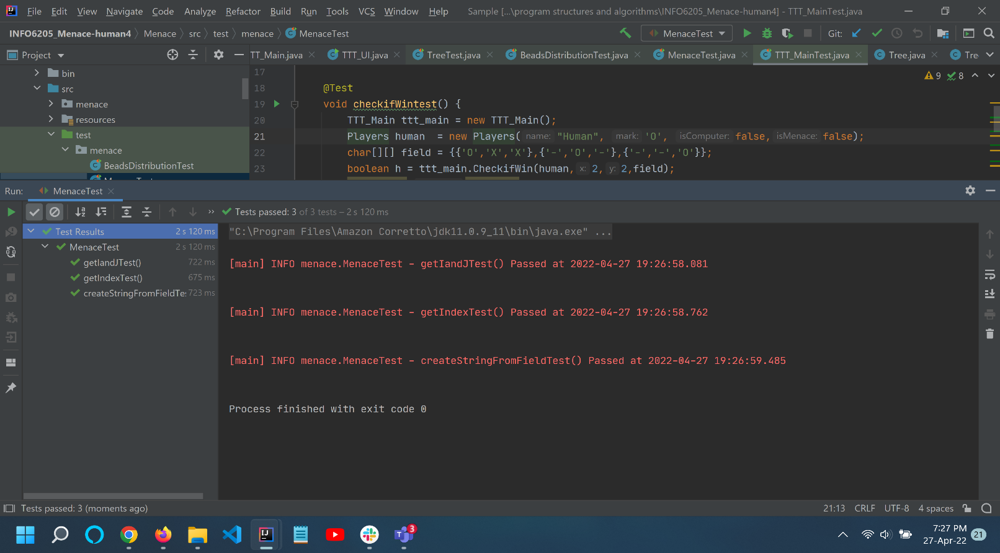 File Edit View Navigate Code Analyze Refactor Build Run Tools VCS Window Help Sample [...\program structures and algorithms\INFO6205_Menace-human4] - TTT_MainTest.java
INFO6205_Menace-human4 Menace src test menace MenaceTest MenaceTest Git:
Project TT_Main.java TTT_UI.java TreeTest.java BeadsDistributionTest.java MenaceTest.java TTT_MainTest.java Tree.java Tre
bin
src
menace
resources
test
menace
BeadsDistributionTest
9 8
17
18 @Test
19 void checkifWintest() {
20 TTT_Main ttt_main = new TTT_Main();
21 Players human = new Players( name: "Human", mark: 'O', isComputer: false, isMenace: false);
22 char[][] field = {{'O','X','X'},{'-','O','-'},{'-','-','O'}};
23 boolean h = ttt_main.CheckifWin(human, x: 2, y: 2,field);
Run: MenaceTest
Tests passed: 3 of 3 tests – 2 s 120 ms
Test Results 2 s 120 ms
MenaceTest 2 s 120 ms
getIandJTest() 722 ms
getIndexTest() 675 ms
createStringFromFieldTe: 723 ms
"C:\Program Files\Amazon Corretto\jdk11.0.9_11\bin\java.exe" ...
[main] INFO menace.MenaceTest - getIandJTest() Passed at 2022-04-27 19:26:58.081
[main] INFO menace.MenaceTest - getIndexTest() Passed at 2022-04-27 19:26:58.762
[main] INFO menace.MenaceTest - createStringFromFieldTest() Passed at 2022-04-27 19:26:59.485
Process finished with exit code 0
Tests passed: 3 (moments ago) 21:13 CRLF UTF-8 4 spaces
3
7:27 PM
27-Apr-22
21